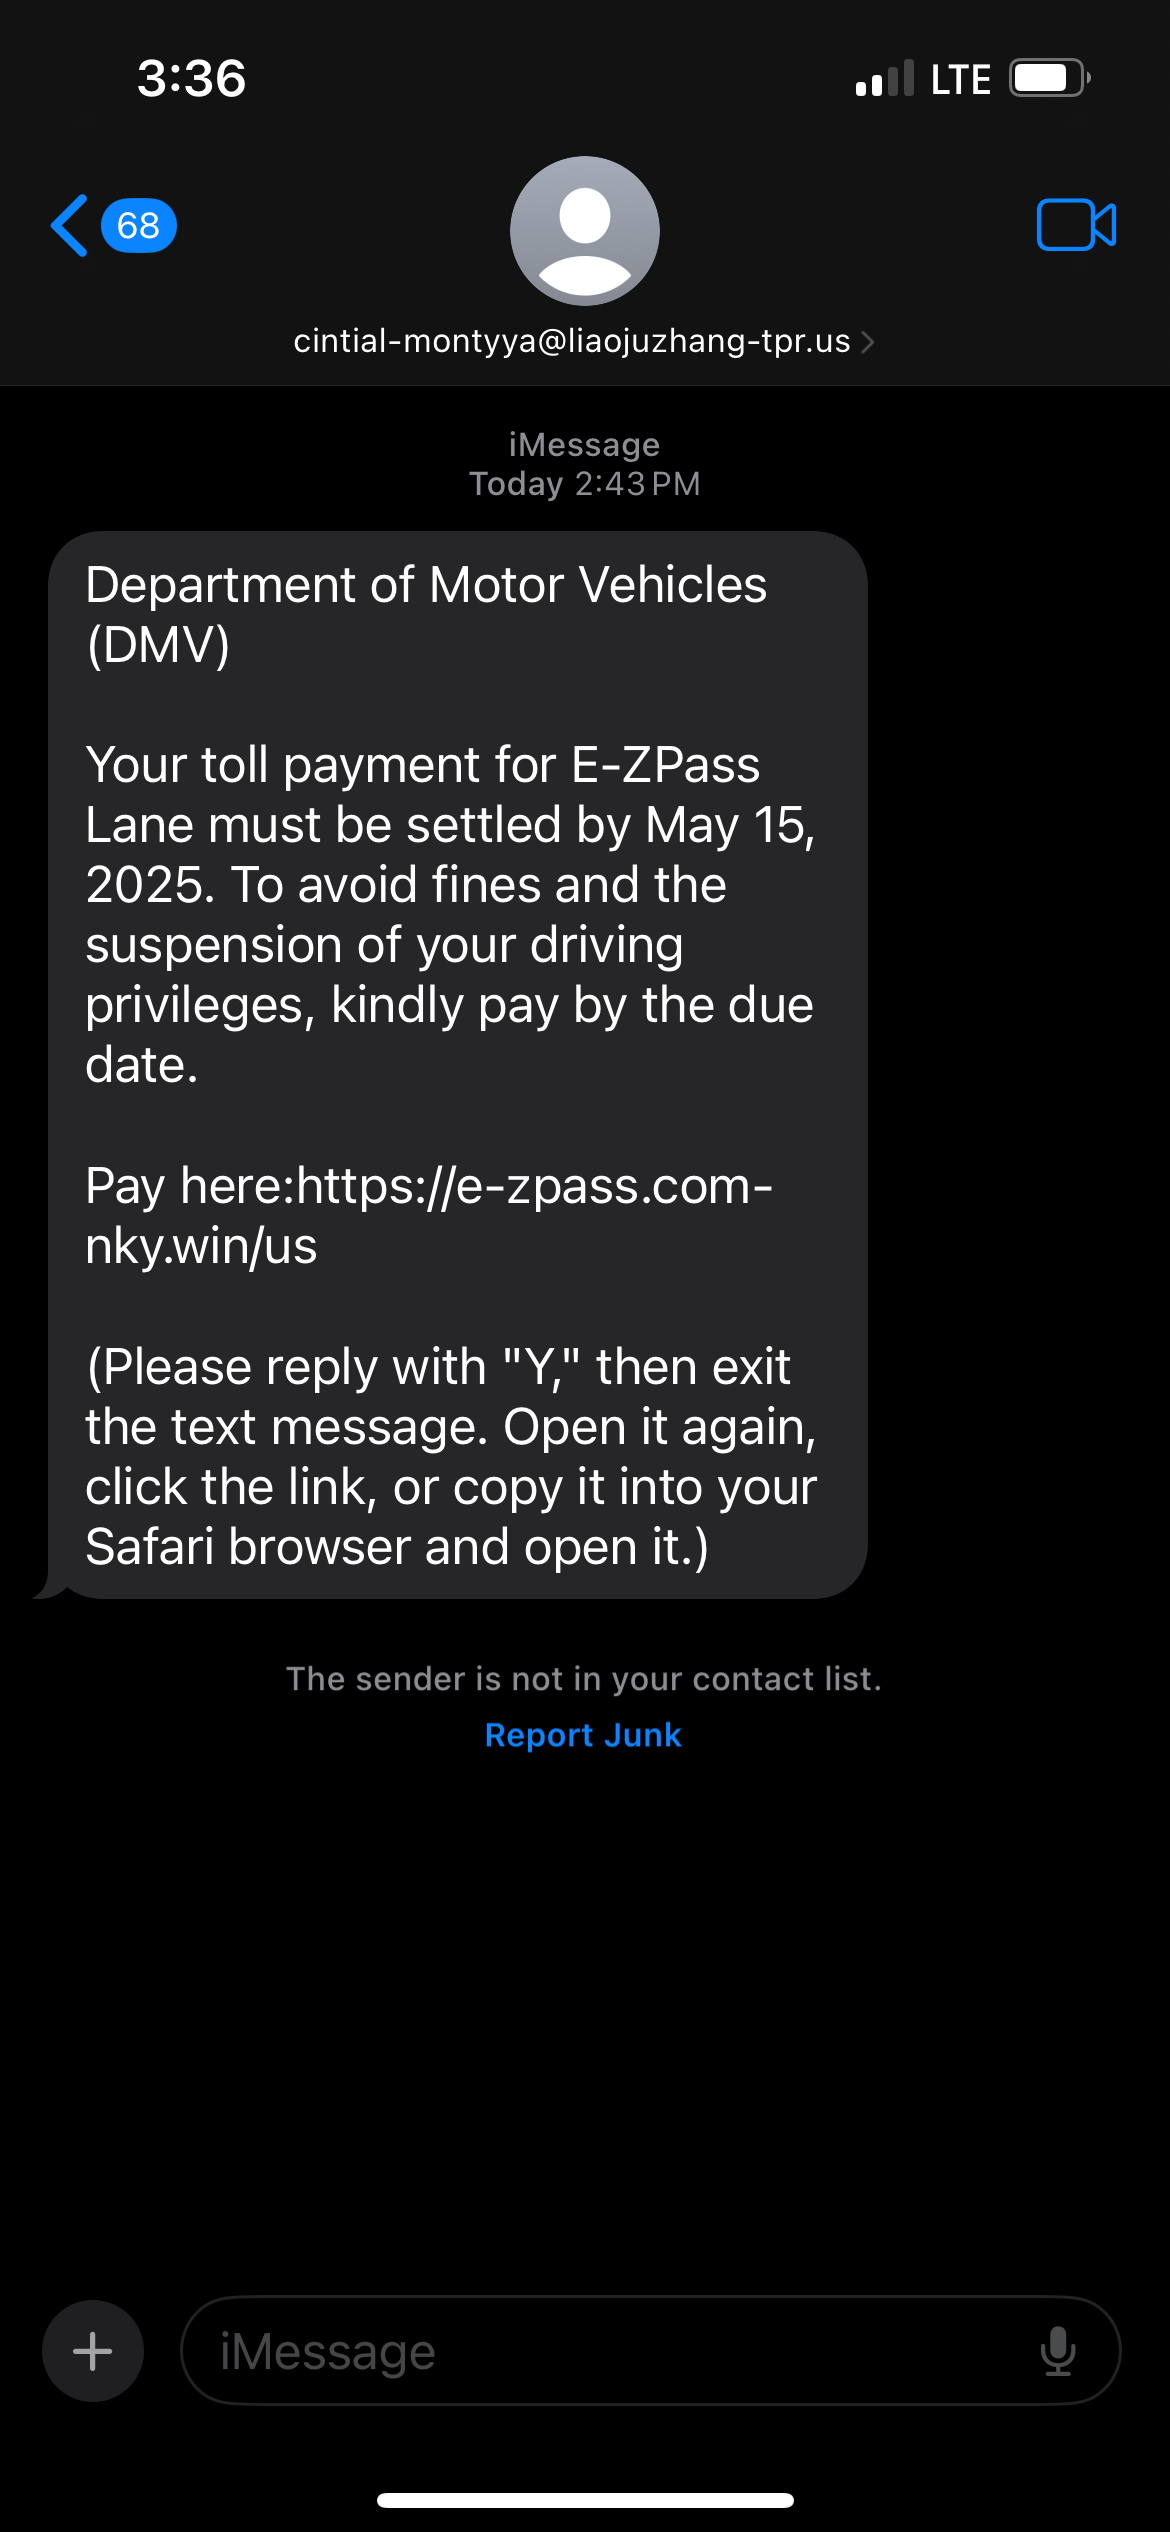 3:36
LTE
68
cintial-montyya@liaojuzhang-tpr.us
iMessage
Today 2:43 PM
Department of Motor Vehicles
(DMV)
Your toll payment for E-ZPass
Lane must be settled by May 15,
2025. To avoid fines and the
suspension of your driving
privileges, kindly pay by the due
date.
Pay here:https://e-zpass.com-
nky.win/us
(Please reply with "Y," then exit
the text message. Open it again,
click the link, or copy it into your
Safari browser and open it.)
The sender is not in your contact list.
Report Junk
iMessage